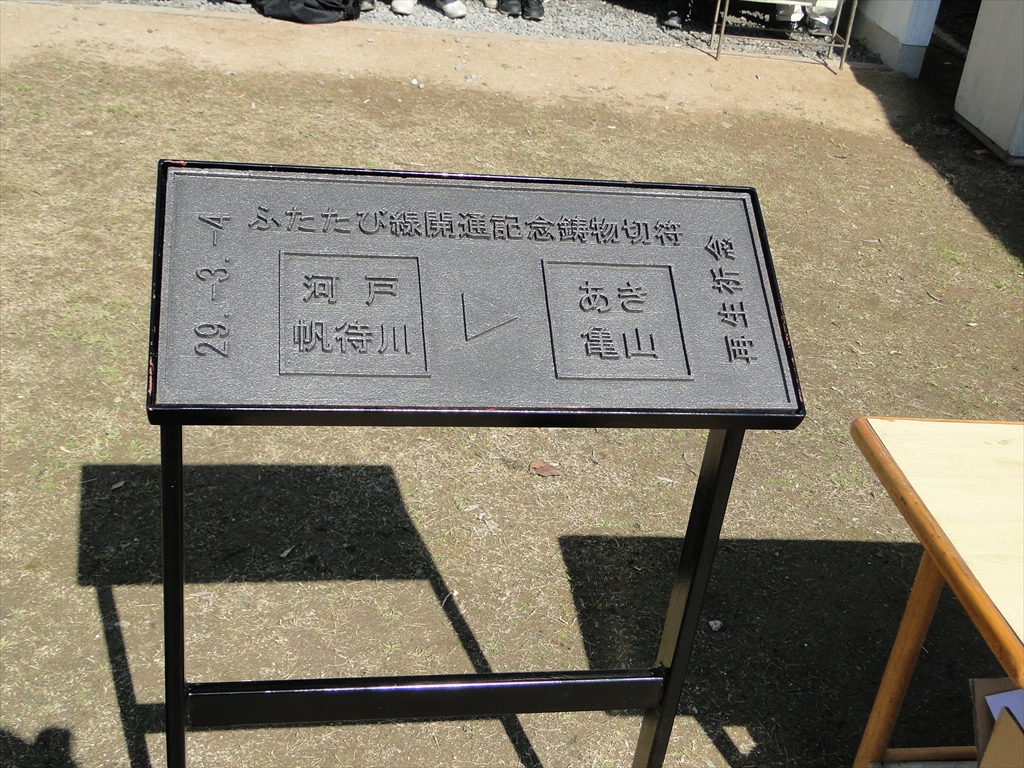 29.-3.-4
ふたたび線開通記念鋳物切符
河戸
帆待川
▷
あき
亀山
再生祈念